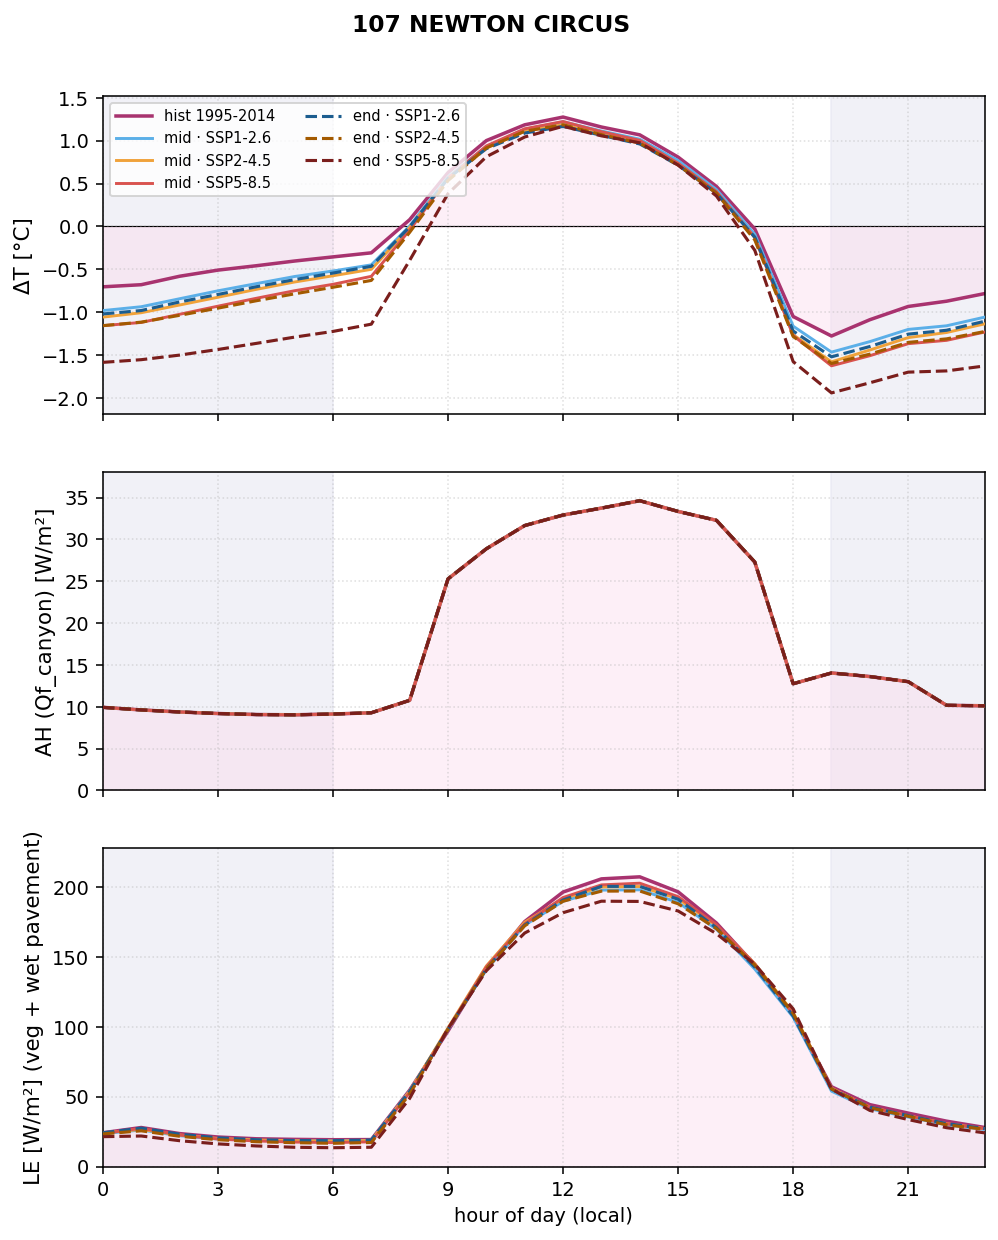 107 NEWTON CIRCUS
ΔT [°C]
1.5
1.0
0.5
0.0
−0.5
−1.0
−1.5
−2.0
hist 1995-2014
mid · SSP1-2.6
mid · SSP2-4.5
mid · SSP5-8.5
end · SSP1-2.6
end · SSP2-4.5
end · SSP5-8.5
AH (Qf_canyon) [W/m²]
35
30
25
20
15
10
5
0
LE [W/m²] (veg + wet pavement)
200
150
100
50
0
0 3 6 9 12 15 18 21
hour of day (local)